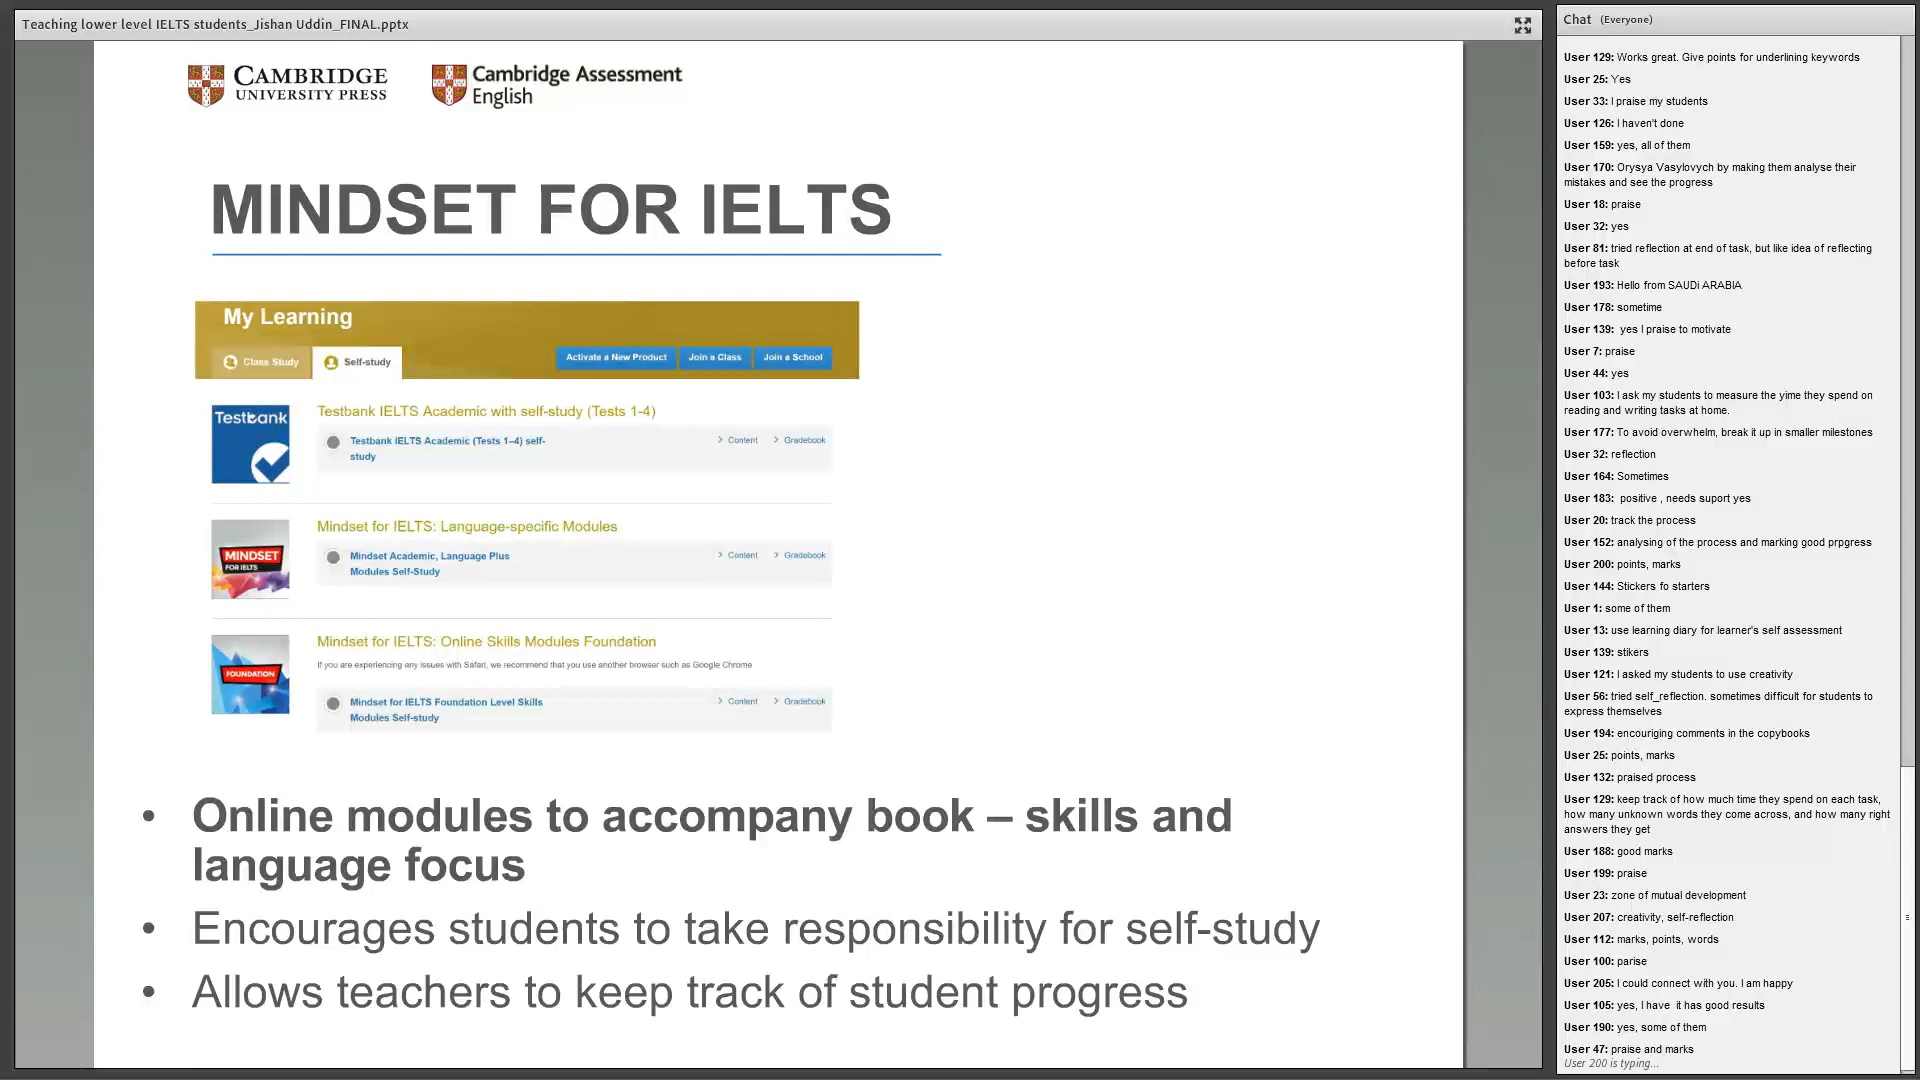 Teaching lower level IELTS students_Jishan Uddin_FINAL.pptx
CAMBRIDGE
UNIVERSITY PRESS
Cambridge Assessment
English
MINDSET FOR IELTS
My Learning
Class Study
Self-study
Activate a New Product
Join a Class
Join a School
Testbank
Testbank IELTS Academic with self-study (Tests 1-4)
Testbank IELTS Academic (Tests 1–4) self-
study
> Content > Gradebook
MINDSET
FOR IELTS
Mindset for IELTS: Language-specific Modules
Mindset Academic, Language Plus
Modules Self-Study
> Content > Gradebook
FOUNDATION
Mindset for IELTS: Online Skills Modules Foundation
If you are experiencing any issues with Safari, we recommend that you use another browser such as Google Chrome
Mindset for IELTS Foundation Level Skills
Modules Self-study
> Content > Gradebook
• Online modules to accompany book – skills and
language focus
• Encourages students to take responsibility for self-study
• Allows teachers to keep track of student progress
Chat (Everyone)
User 129: Works great. Give points for underlining keywords
User 25: Yes
User 33: I praise my students
User 126: I haven't done
User 159: yes, all of them
User 170: Orysya Vasylovych by making them analyse their
mistakes and see the progress
User 18: praise
User 32: yes
User 81: tried reflection at end of task, but like idea of reflecting
before task
User 193: Hello from SAUDi ARABIA
User 178: sometime
User 139: yes I praise to motivate
User 7: praise
User 44: yes
User 103: I ask my students to measure the yime they spend on
reading and writing tasks at home.
User 177: To avoid overwhelm, break it up in smaller milestones
User 32: reflection
User 164: Sometimes
User 183: positive , needs suport yes
User 20: track the process
User 152: analysing of the process and marking good prpgress
User 200: points, marks
User 144: Stickers fo starters
User 1: some of them
User 13: use learning diary for learner's self assessment
User 139: stikers
User 121: I asked my students to use creativity
User 56: tried self_reflection. sometimes difficult for students to
express themselves
User 194: encouriging comments in the copybooks
User 25: points, marks
User 132: praised process
User 129: keep track of how much time they spend on each task,
how many unknown words they come across, and how many right
answers they get
User 188: good marks
User 199: praise
User 23: zone of mutual development
User 207: creativity, self-reflection
User 112: marks, points, words
User 100: parise
User 205: I could connect with you. I am happy
User 105: yes, I have it has good results
User 190: yes, some of them
User 47: praise and marks
User 200 is typing...